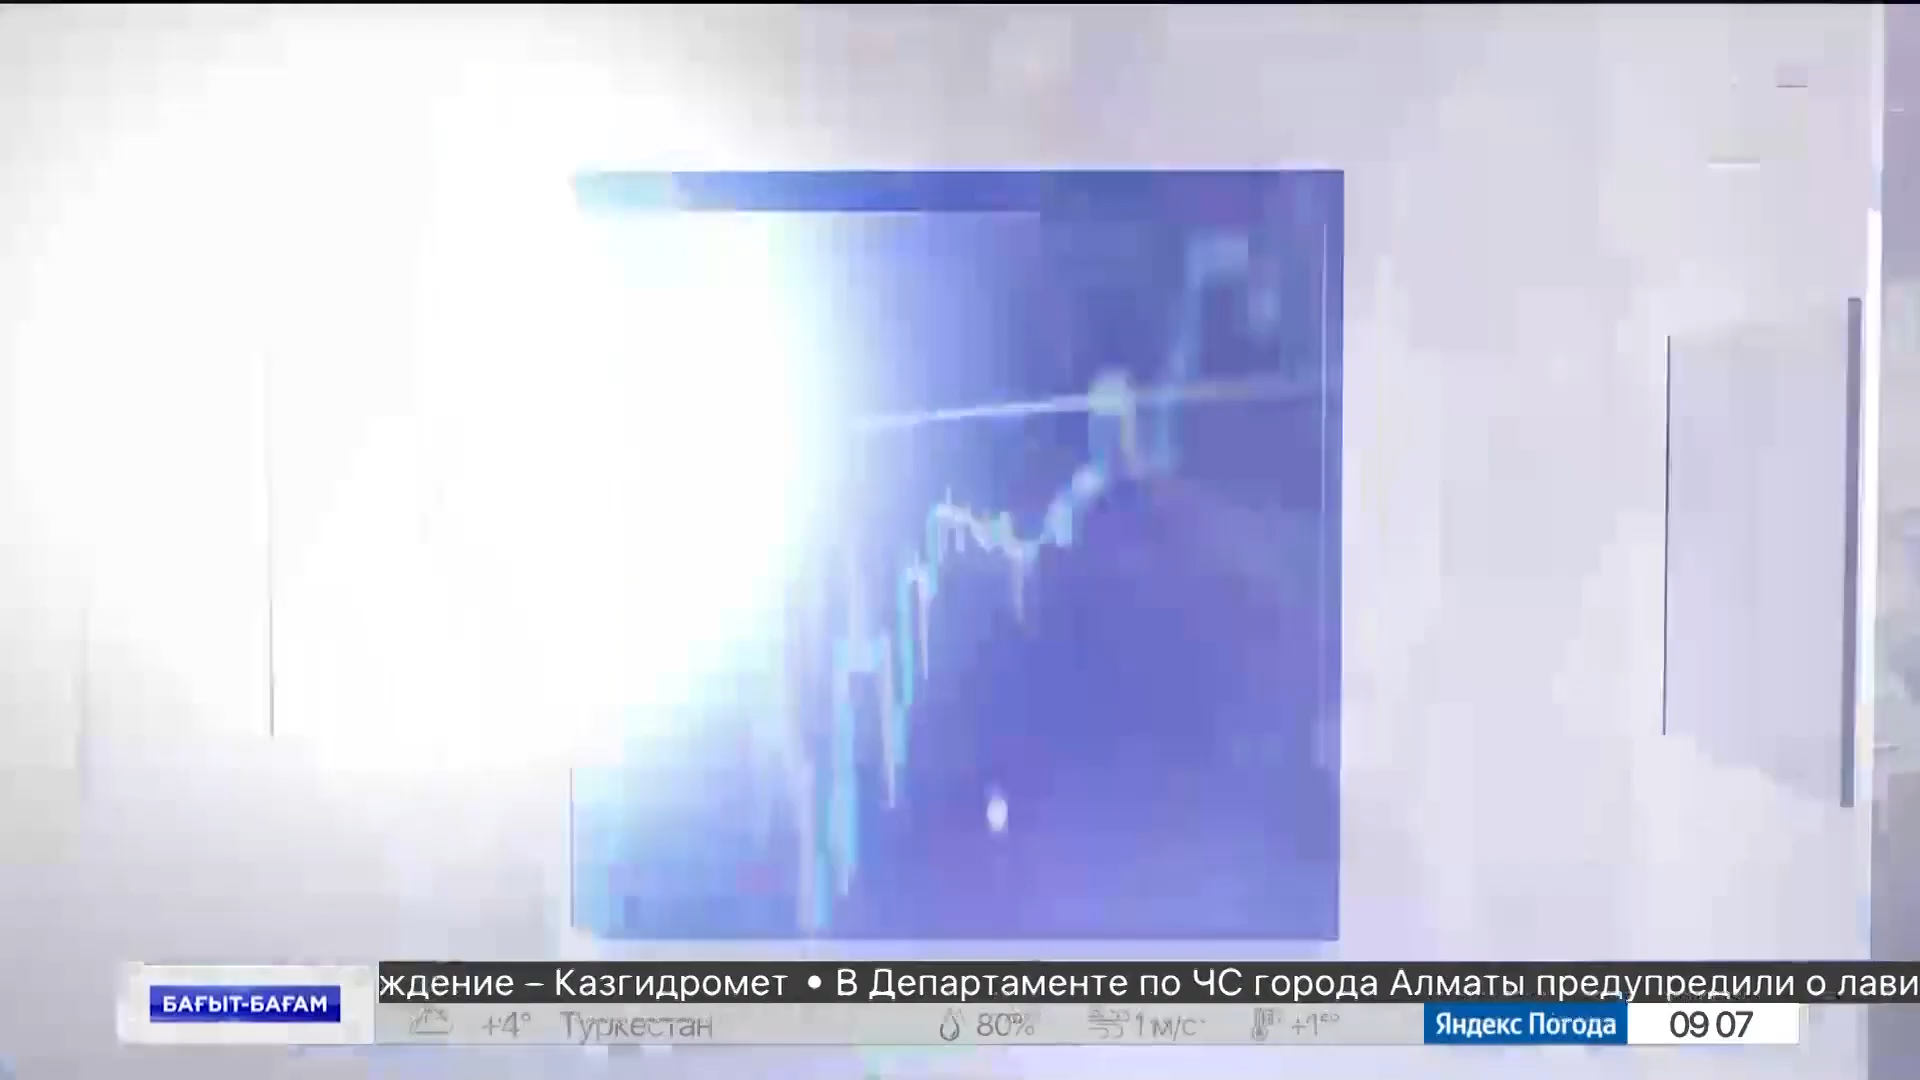 ждение – Казгидромет • В Департаменте по ЧС города Алматы предупредили о лави
БАҒЫТ-БАҒАМ
+4° Туркестан 80% 1 м/с +1° Яндекс Погода 09 07